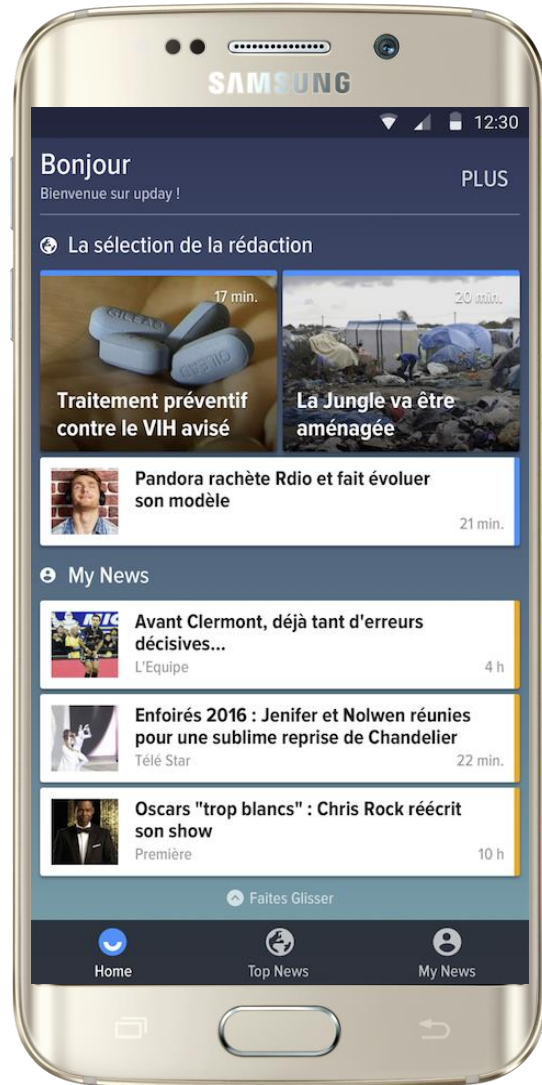 SAMSUNG
12:30
Bonjour
Bienvenue sur upday !
PLUS
La sélection de la rédaction
17 min.
GILEAD
Traitement préventif
contre le VIH avisé
20 min.
La Jungle va être
aménagée
Pandora rachète Rdio et fait évoluer
son modèle
21 min.
My News
Avant Clermont, déjà tant d'erreurs
décisives...
L'Equipe
4 h
Enfoirés 2016 : Jenifer et Nolwen réunies
pour une sublime reprise de Chandelier
Télé Star
22 min.
Oscars "trop blancs" : Chris Rock réécrit
son show
Première
10 h
Faites Glisser
Home
Top News
My News